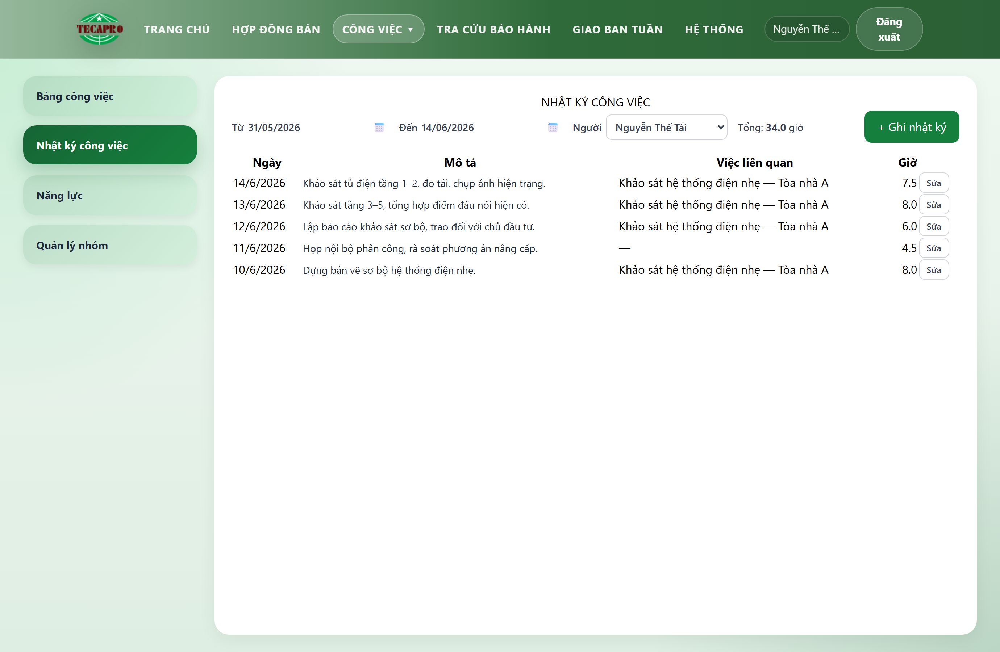 TECAPRO
TRANG CHỦ
HỢP ĐỒNG BÁN
CÔNG VIỆC ▼
TRA CỨU BẢO HÀNH
GIAO BAN TUẦN
HỆ THỐNG
Nguyễn Thế ...
Đăng
xuất
Bảng công việc
Nhật ký công việc
Năng lực
Quản lý nhóm
NHẬT KÝ CÔNG VIỆC
Từ 31/05/2026 Đến 14/06/2026 Người Nguyễn Thế Tài Tổng: 34.0 giờ + Ghi nhật ký
Ngày Mô tả Việc liên quan Giờ
14/6/2026 Khảo sát tủ điện tầng 1–2, đo tải, chụp ảnh hiện trạng. Khảo sát hệ thống điện nhẹ — Tòa nhà A 7.5 Sửa
13/6/2026 Khảo sát tầng 3–5, tổng hợp điểm đấu nối hiện có. Khảo sát hệ thống điện nhẹ — Tòa nhà A 8.0 Sửa
12/6/2026 Lập báo cáo khảo sát sơ bộ, trao đổi với chủ đầu tư. Khảo sát hệ thống điện nhẹ — Tòa nhà A 6.0 Sửa
11/6/2026 Họp nội bộ phân công, rà soát phương án nâng cấp. — 4.5 Sửa
10/6/2026 Dựng bản vẽ sơ bộ hệ thống điện nhẹ. Khảo sát hệ thống điện nhẹ — Tòa nhà A 8.0 Sửa